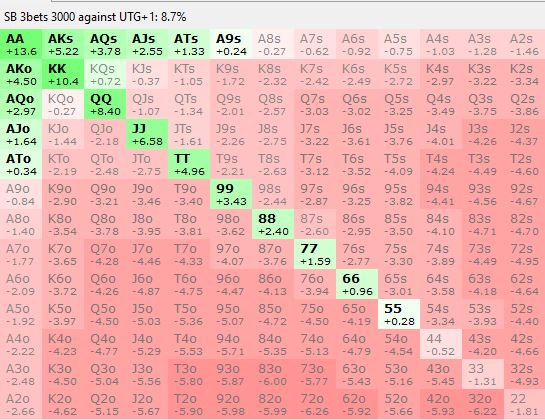 SB 3bets 3000 against UTG+1: 8.7%
AA AKs AQs AJs ATs A9s A8s A7s A6s A5s A4s A3s A2s
+13.6 +5.22 +3.78 +2.55 +1.33 +0.24 -0.27 -0.62 -0.92 -0.75 -1.03 -1.28 -1.46
AKo KK KQs KJs KTs K9s K8s K7s K6s K5s K4s K3s K2s
+4.50 +10.4 +0.72 -0.37 -1.05 -1.72 -2.32 -2.42 -2.49 -2.72 -2.97 -3.22 -3.34
AQo KQo QQ QJs QTs Q9s Q8s Q7s Q6s Q5s Q4s Q3s Q2s
+2.97 -0.27 +8.40 -1.07 -1.34 -2.01 -2.57 -3.03 -3.02 -3.25 -3.49 -3.75 -3.86
AJo KJo QJo JJ JTs J9s J8s J7s J6s J5s J4s J3s J2s
+1.64 -1.44 -2.18 +6.58 -1.61 -2.26 -2.75 -3.22 -3.61 -3.76 -4.01 -4.26 -4.37
ATo KTo QTo JTo TT T9s T8s T7s T6s T5s T4s T3s T2s
+0.34 -2.19 -2.48 -2.75 +4.96 -2.21 -2.63 -3.12 -3.52 -4.09 -4.24 -4.49 -4.60
A9o K9o Q9o J9o T9o 99 98s 97s 96s 95s 94s 93s 92s
-0.84 -2.90 -3.21 -3.46 -3.40 +3.43 -2.44 -2.87 -3.25 -3.82 -4.41 -4.56 -4.67
A8o K8o Q8o J8o T8o 98o 88 87s 86s 85s 84s 83s 82s
-1.40 -3.54 -3.78 -3.95 -3.81 -3.62 +2.40 -2.60 -2.95 -3.50 -4.10 -4.71 -4.70
A7o K7o Q7o J7o T7o 97o 87o 77 76s 75s 74s 73s 72s
-1.77 -3.65 -4.28 -4.46 -4.33 -4.07 -3.76 +1.59 -2.77 -3.30 -3.89 -4.49 -4.95
A6o K6o Q6o J6o T6o 96o 86o 76o 66 65s 64s 63s 62s
-2.09 -3.72 -4.26 -4.87 -4.75 -4.47 -4.13 -3.94 +0.96 -3.01 -3.58 -4.18 -4.64
A5o K5o Q5o J5o T5o 95o 85o 75o 65o 55 54s 53s 52s
-1.92 -3.97 -4.50 -5.03 -5.36 -5.07 -4.72 -4.50 -4.19 +0.28 -3.34 -3.93 -4.40
A4o K4o Q4o J4o T4o 94o 84o 74o 64o 54o 44 43s 42s
-2.22 -4.23 -4.77 -5.29 -5.53 -5.71 -5.35 -5.13 -4.79 -4.54 -0.52 -4.20 -4.66
A3o K3o Q3o J3o T3o 93o 83o 73o 63o 53o 43o 33 32s
-2.48 -4.50 -5.04 -5.56 -5.80 -5.87 -6.00 -5.77 -5.43 -5.16 -5.45 -1.31 -4.93
A2o K2o Q2o J2o T2o 92o 82o 72o 62o 52o 42o 32o 22
-2.66 -4.62 -5.15 -5.67 -5.90 -5.98 -5.99 -6.26 -5.92 -5.66 -5.93 -6.22 -1.81